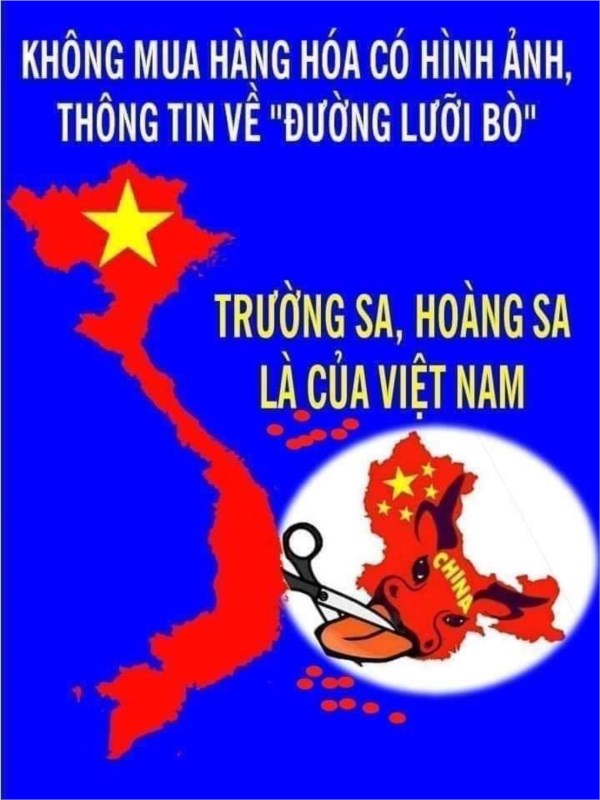 KHÔNG MUA HÀNG HÓA CÓ HÌNH ẢNH,
THÔNG TIN VỀ "ĐƯỜNG LƯỠI BÒ"
TRƯỜNG SA, HOÀNG SA
LÀ CỦA VIỆT NAM
CHINA